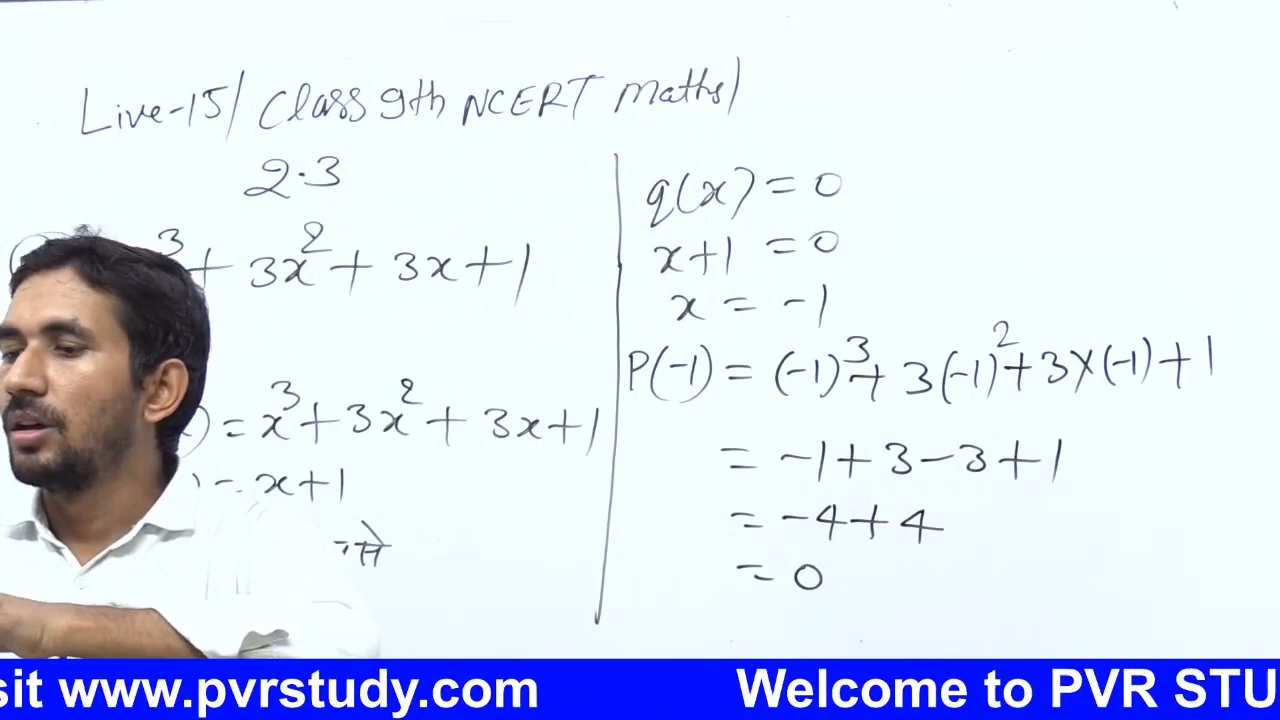 Live-15/ Class 9th NCERT Maths/
2.3
³ + 3x² + 3x + 1
) = x³ + 3x² + 3x + 1
) = x + 1
से
q(x) = 0
x + 1 = 0
x = -1
P(-1) = (-1)³ + 3(-1)² + 3×(-1) + 1
= -1 + 3 - 3 + 1
= -4 + 4
= 0
sit www.pvrstudy.com Welcome to PVR STU